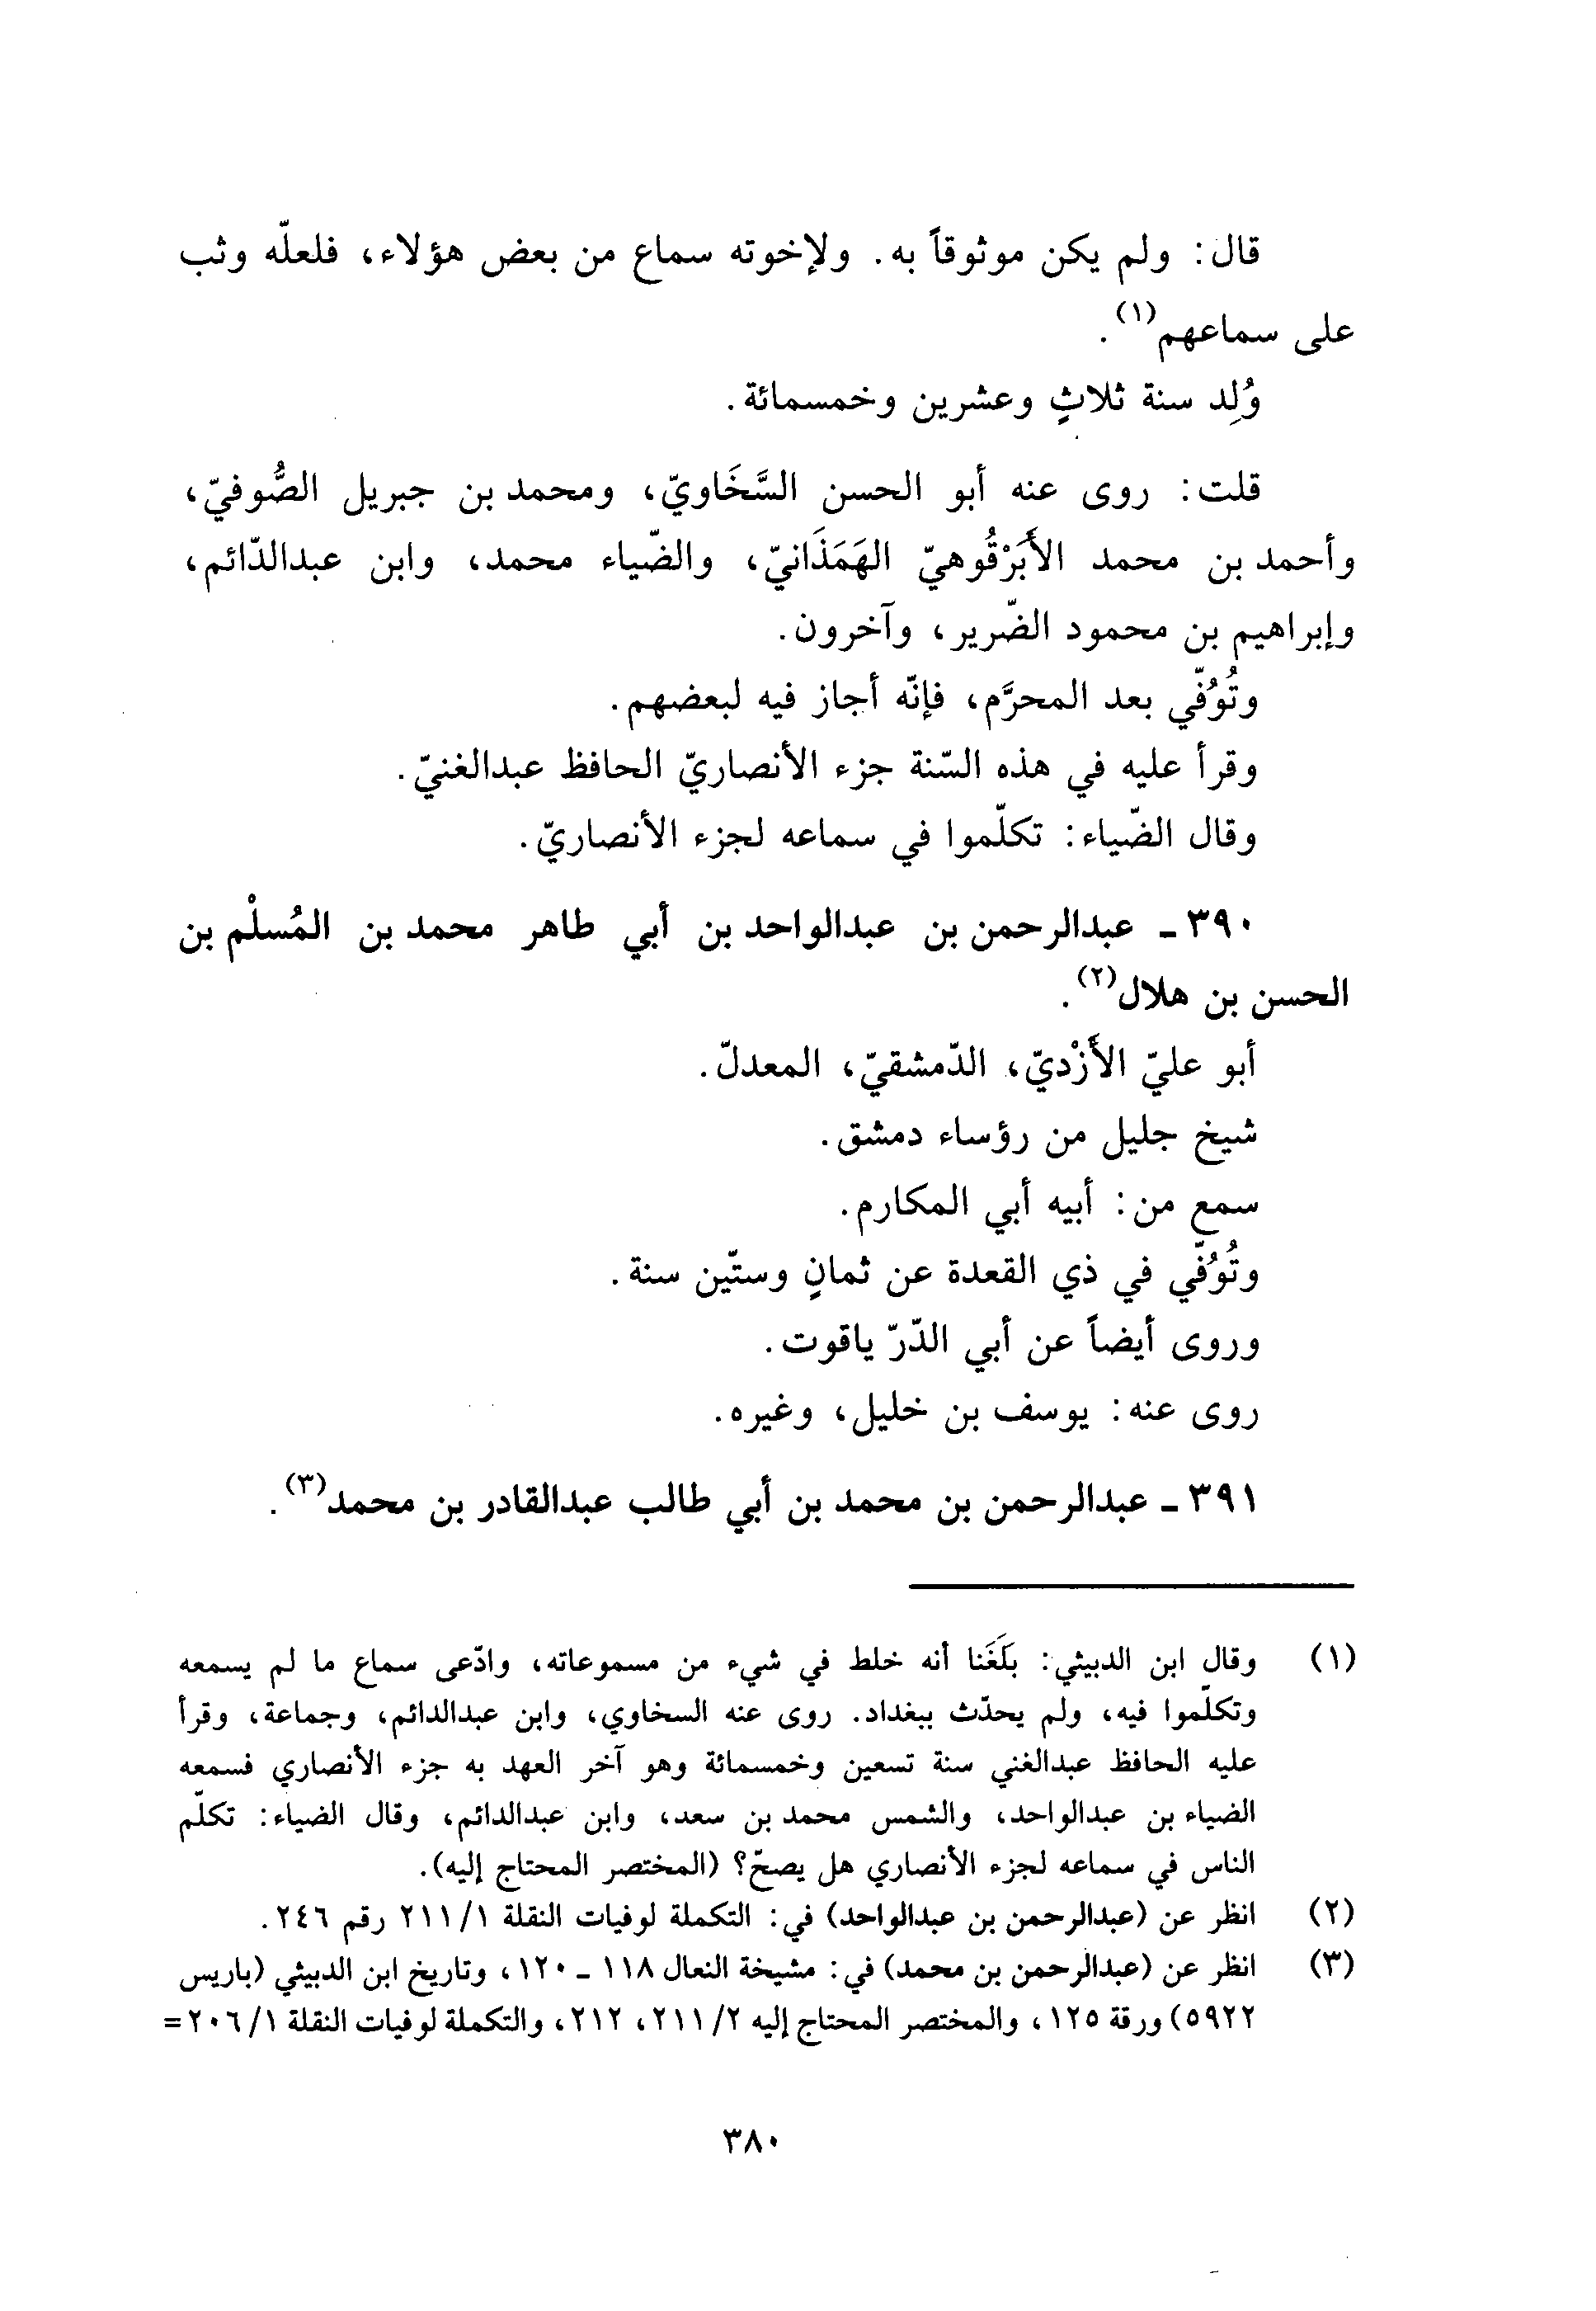 قال: ولم يكن موثوقاً به. ولإخوته سماع من بعض هؤلاء، فلعلّه وثب
على سماعهم(١).
وُلِد سنة ثلاثٍ وعشرين وخمسمائة.
قلت: روى عنه أبو الحسن السَّخَاويّ، ومحمد بن جبريل الصُّوفيّ،
وأحمد بن محمد الأَبَرْقُوهيّ الهَمَذَانيّ، والضّياء محمد، وابن عبدالدّائم،
وإبراهيم بن محمود الضّرير، وآخرون.
وتُوُفّي بعد المحرَّم، فإنّه أجاز فيه لبعضهم.
وقرأ عليه في هذه السّنة جزء الأنصاريّ الحافظ عبدالغنيّ.
وقال الضّياء: تكلّموا في سماعه لجزء الأنصاريّ.
٣٩٠ ـ عبدالرحمن بن عبدالواحد بن أبي طاهر محمد بن المُسلْم بن
الحسن بن هلال(٢).
أبو عليّ الأَزْديّ، الدّمشقيّ، المعدلّ.
شيخ جليل من رؤساء دمشق.
سمع من: أبيه أبي المكارم.
وتُوُفّي في ذي القعدة عن ثمانٍ وستّين سنة.
وروى أيضاً عن أبي الدّرّ ياقوت.
روى عنه: يوسف بن خليل، وغيره.
٣٩١ ـ عبدالرحمن بن محمد بن أبي طالب عبدالقادر بن محمد(٣).
(١) وقال ابن الدبيثي: بَلَغَنا أنه خلط في شيء من مسموعاته، وادّعى سماع ما لم يسمعه
وتكلّموا فيه، ولم يحدّث ببغداد. روى عنه السخاوي، وابن عبدالدائم، وجماعة، وقرأ
عليه الحافظ عبدالغني سنة تسعين وخمسمائة وهو آخر العهد به جزء الأنصاري فسمعه
الضياء بن عبدالواحد، والشمس محمد بن سعد، وابن عبدالدائم، وقال الضياء: تكلّم
الناس في سماعه لجزء الأنصاري هل يصحّ؟ (المختصر المحتاج إليه).
(٢) انظر عن (عبدالرحمن بن عبدالواحد) في: التكملة لوفيات النقلة ٢١١/١ رقم ٢٤٦.
(٣) انظر عن (عبدالرحمن بن محمد) في: مشيخة النعال ١١٨ ـ ١٢٠، وتاريخ ابن الدبيثي (باريس
٥٩٢٢) ورقة ١٢٥، والمختصر المحتاج إليه ٢١١/٢، ٢١٢، والتكملة لوفيات النقلة ٢٠٦/١ =
٣٨٠